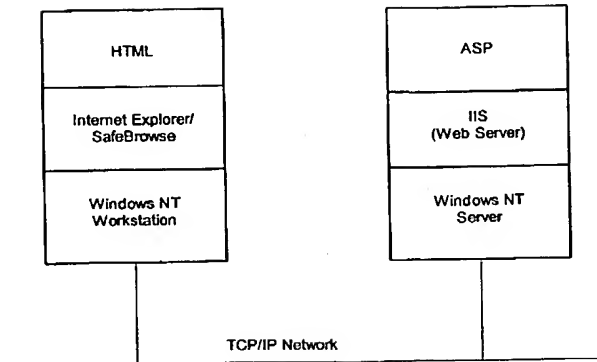 HTML
Internet Explorer/
SafeBrowse
Windows NT
Workstation
ASP
IIS
(Web Server)
Windows NT
Server
TCP/IP Network